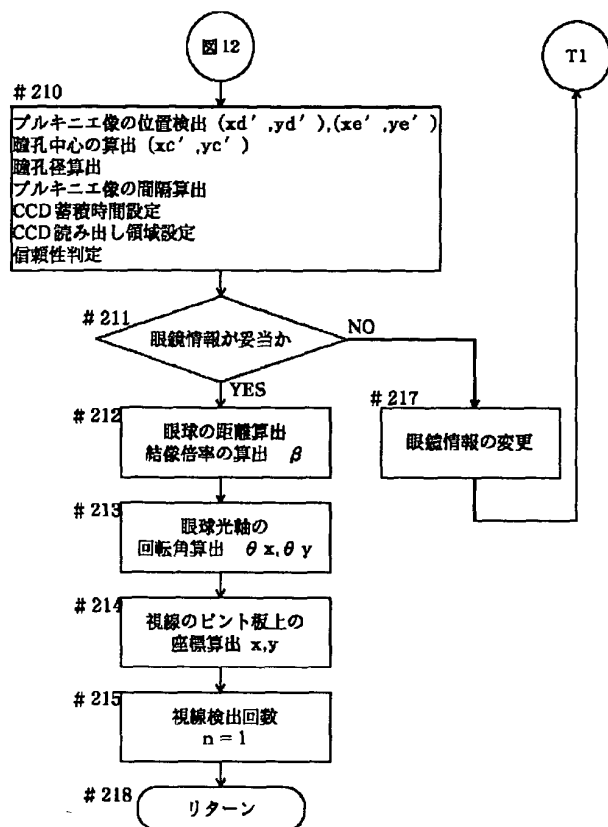 図12
T1
#210
プルキニエ像の位置検出 (xd′,yd′),(xe′,ye′)
瞳孔中心の算出 (xc′,yc′)
瞳孔径算出
プルキニエ像の間隔算出
CCD蓄積時間設定
CCD読み出し領域設定
信頼性判定
#211
眼鏡情報が妥当か
NO
YES
#212
眼球の距離算出
結像倍率の算出 β
#217
眼鏡情報の変更
#213
眼球光軸の
回転角算出 θx,θy
#214
視線のピント板上の
座標算出 x,y
#215
視線検出回数
n = 1
#218
リターン